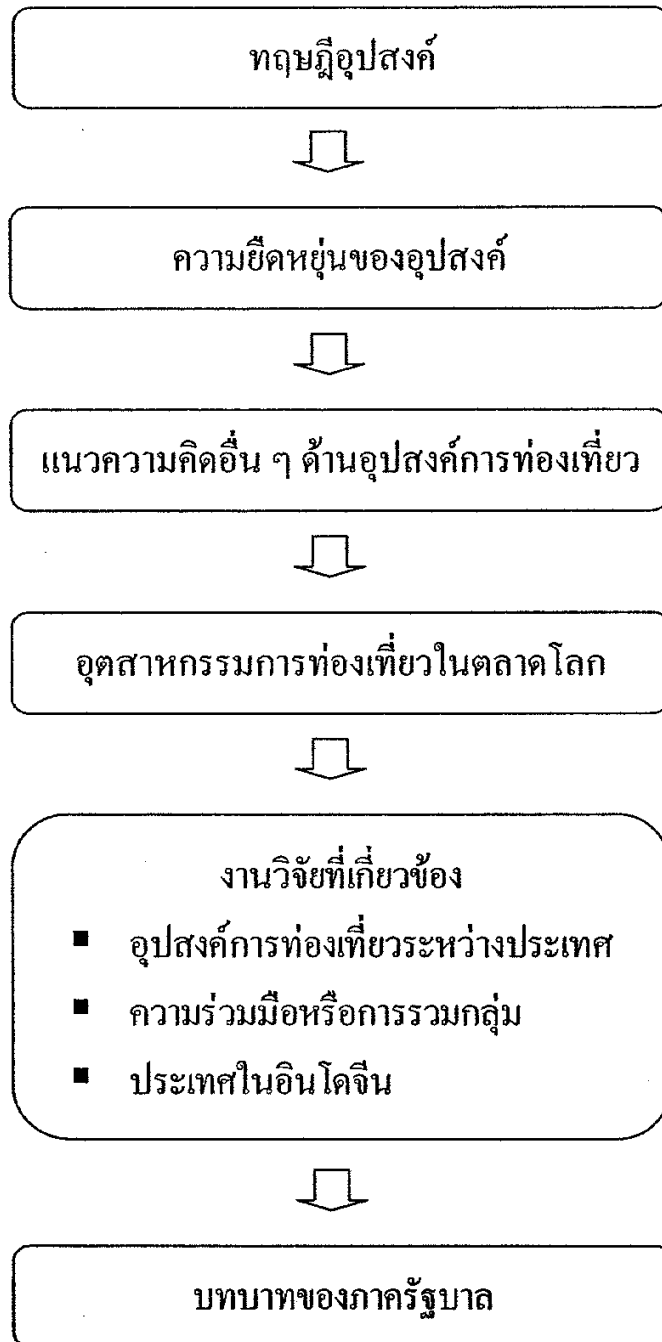 ทฤษฎีอุปสงค์
ความยืดหยุ่นของอุปสงค์
แนวความคิดอื่น ๆ ด้านอุปสงค์การท่องเที่ยว
อุตสาหกรรมการท่องเที่ยวในตลาดโลก
งานวิจัยที่เกี่ยวข้อง
▪ อุปสงค์การท่องเที่ยวระหว่างประเทศ
▪ ความร่วมมือหรือการรวมกลุ่ม
▪ ประเทศในอินโดจีน
บทบาทของภาครัฐบาล